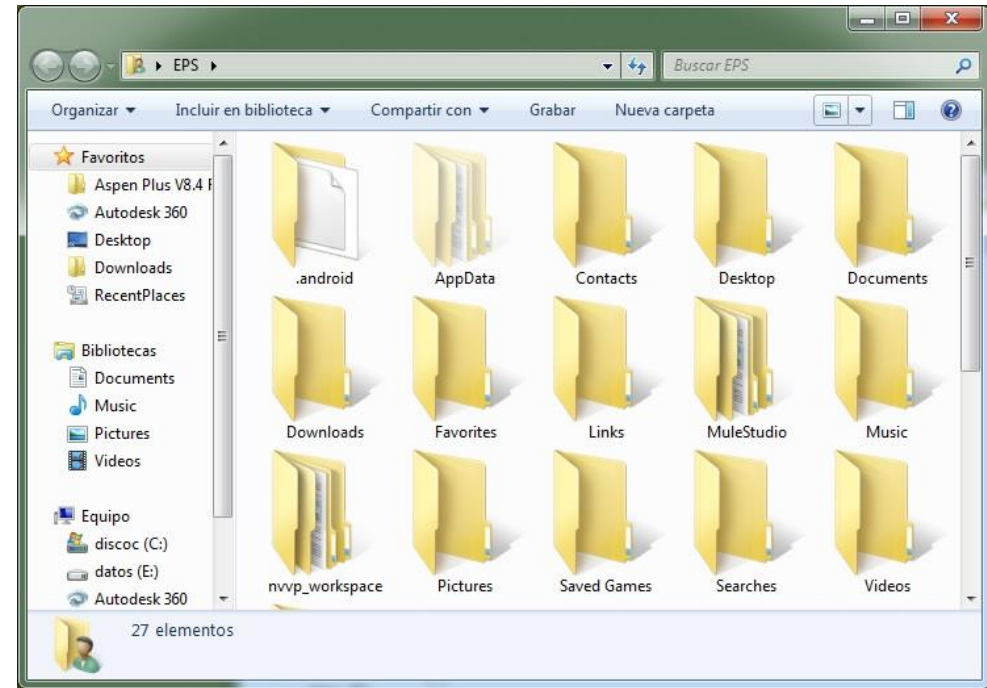 EPS
Buscar EPS
Organizar
Incluir en biblioteca
Compartir con
Grabar
Nueva carpeta
Favoritos
Aspen Plus V8.4
Autodesk 360
Desktop
Downloads
RecentPlaces
Bibliotecas
Documents
Music
Pictures
Videos
Equipo
discoc (C:)
datos (E:)
Autodesk 360
.android
AppData
Contacts
Desktop
Documents
Downloads
Favorites
Links
MuleStudio
Music
nvvp_workspace
Pictures
Saved Games
Searches
Videos
27 elementos